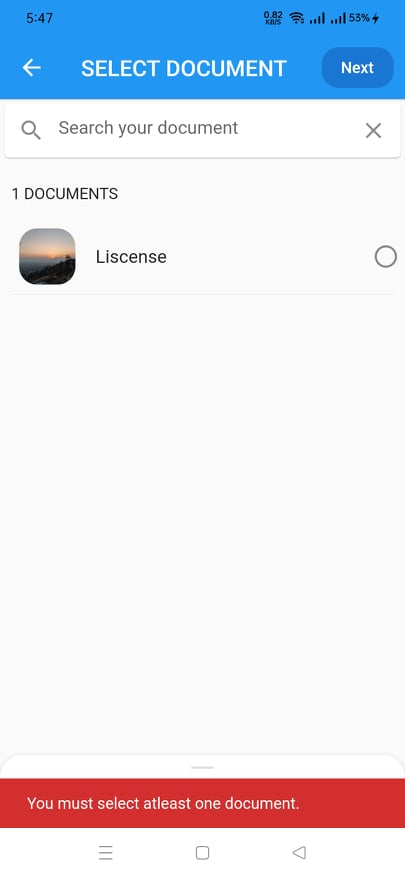 5:47
0.82
KB/S
53%
SELECT DOCUMENT
Next
Search your document
1 DOCUMENTS
Liscense
You must select atleast one document.